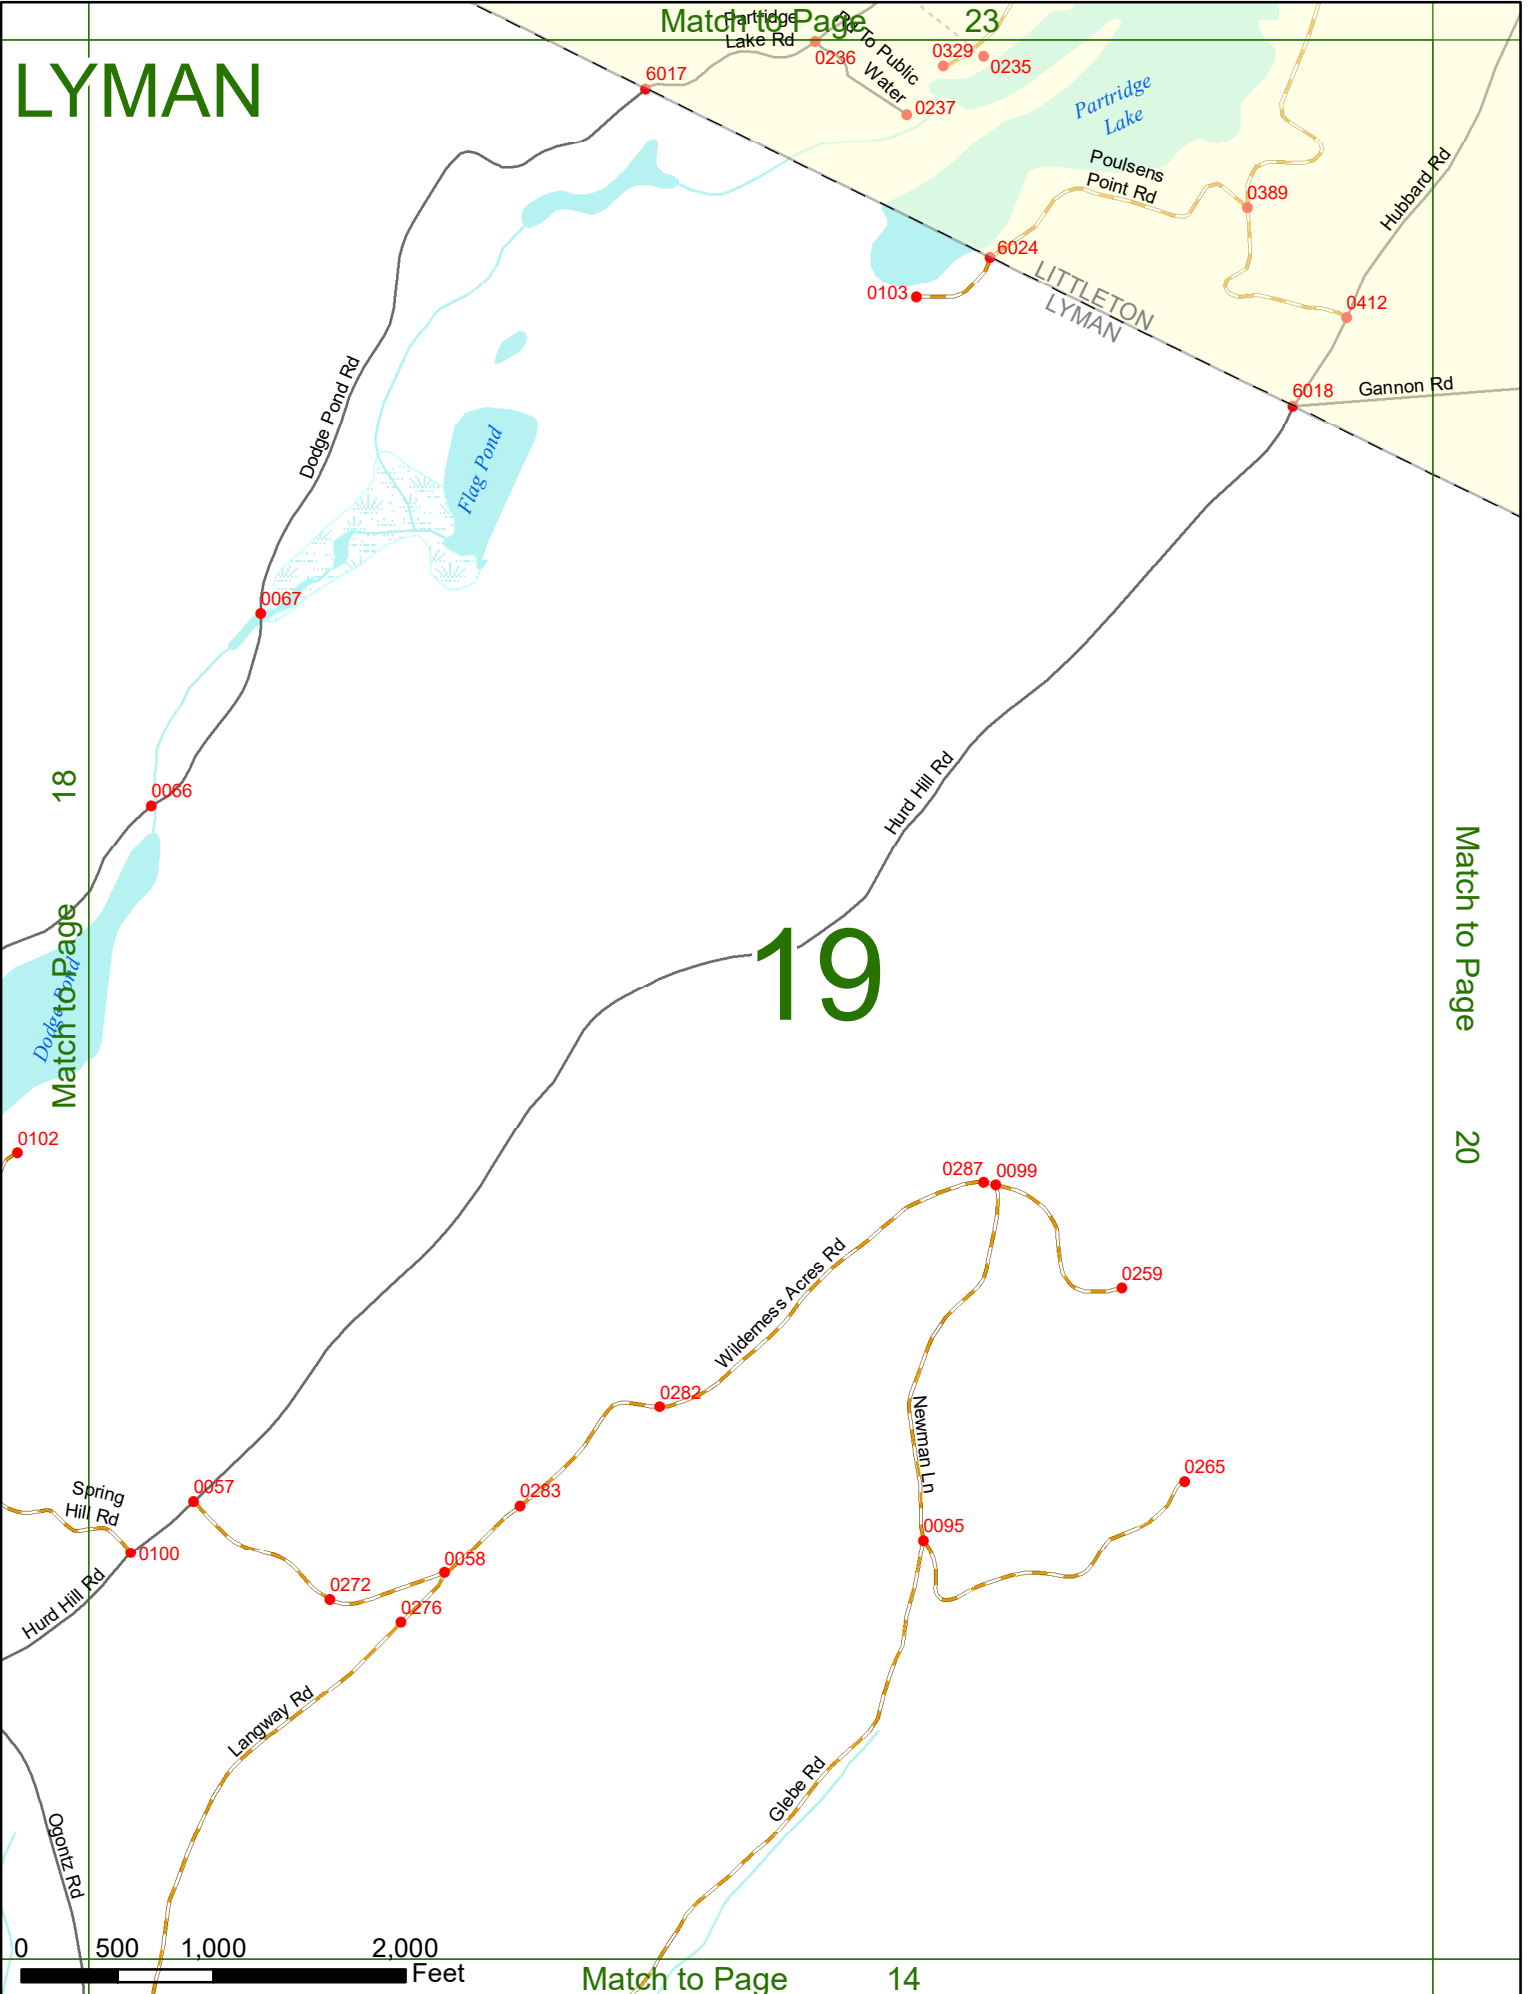 Match to Page 23
LYMAN
Partridge
Lake Rd
Rd To Public
Water
0236
0329
0235
0237
6017
Partridge
Lake
Poulsens
Point Rd
0389
Hubbard Rd
6024
0103
LITTLETON
LYMAN
0412
6018
Gannon Rd
Dodge Pond Rd
Flag Pond
0067
Hurd Hill Rd
0066
Match to Page 18
Dodge Pond
19
Match to Page 20
0102
0287
0099
0259
Wilderness Acres Rd
0282
Newman Ln
0265
Spring
Hill Rd
0057
0283
0095
0100
0058
0272
0276
Hurd Hill Rd
Langway Rd
Glebe Rd
Ogontz Rd
0 500 1,000 2,000
Feet
Match to Page 14